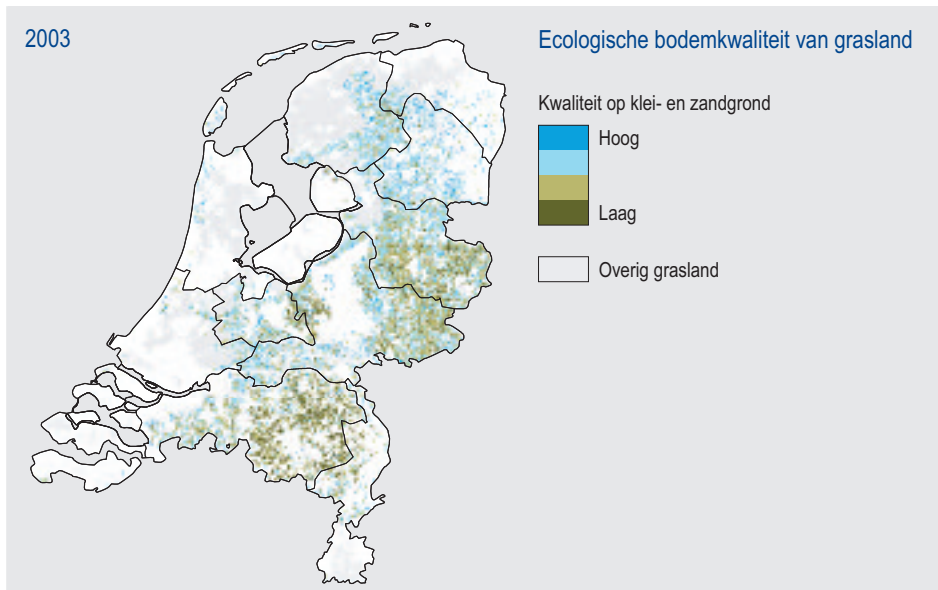 2003
Ecologische bodemkwaliteit van grasland
Kwaliteit op klei- en zandgrond
Hoog
Laag
Overig grasland